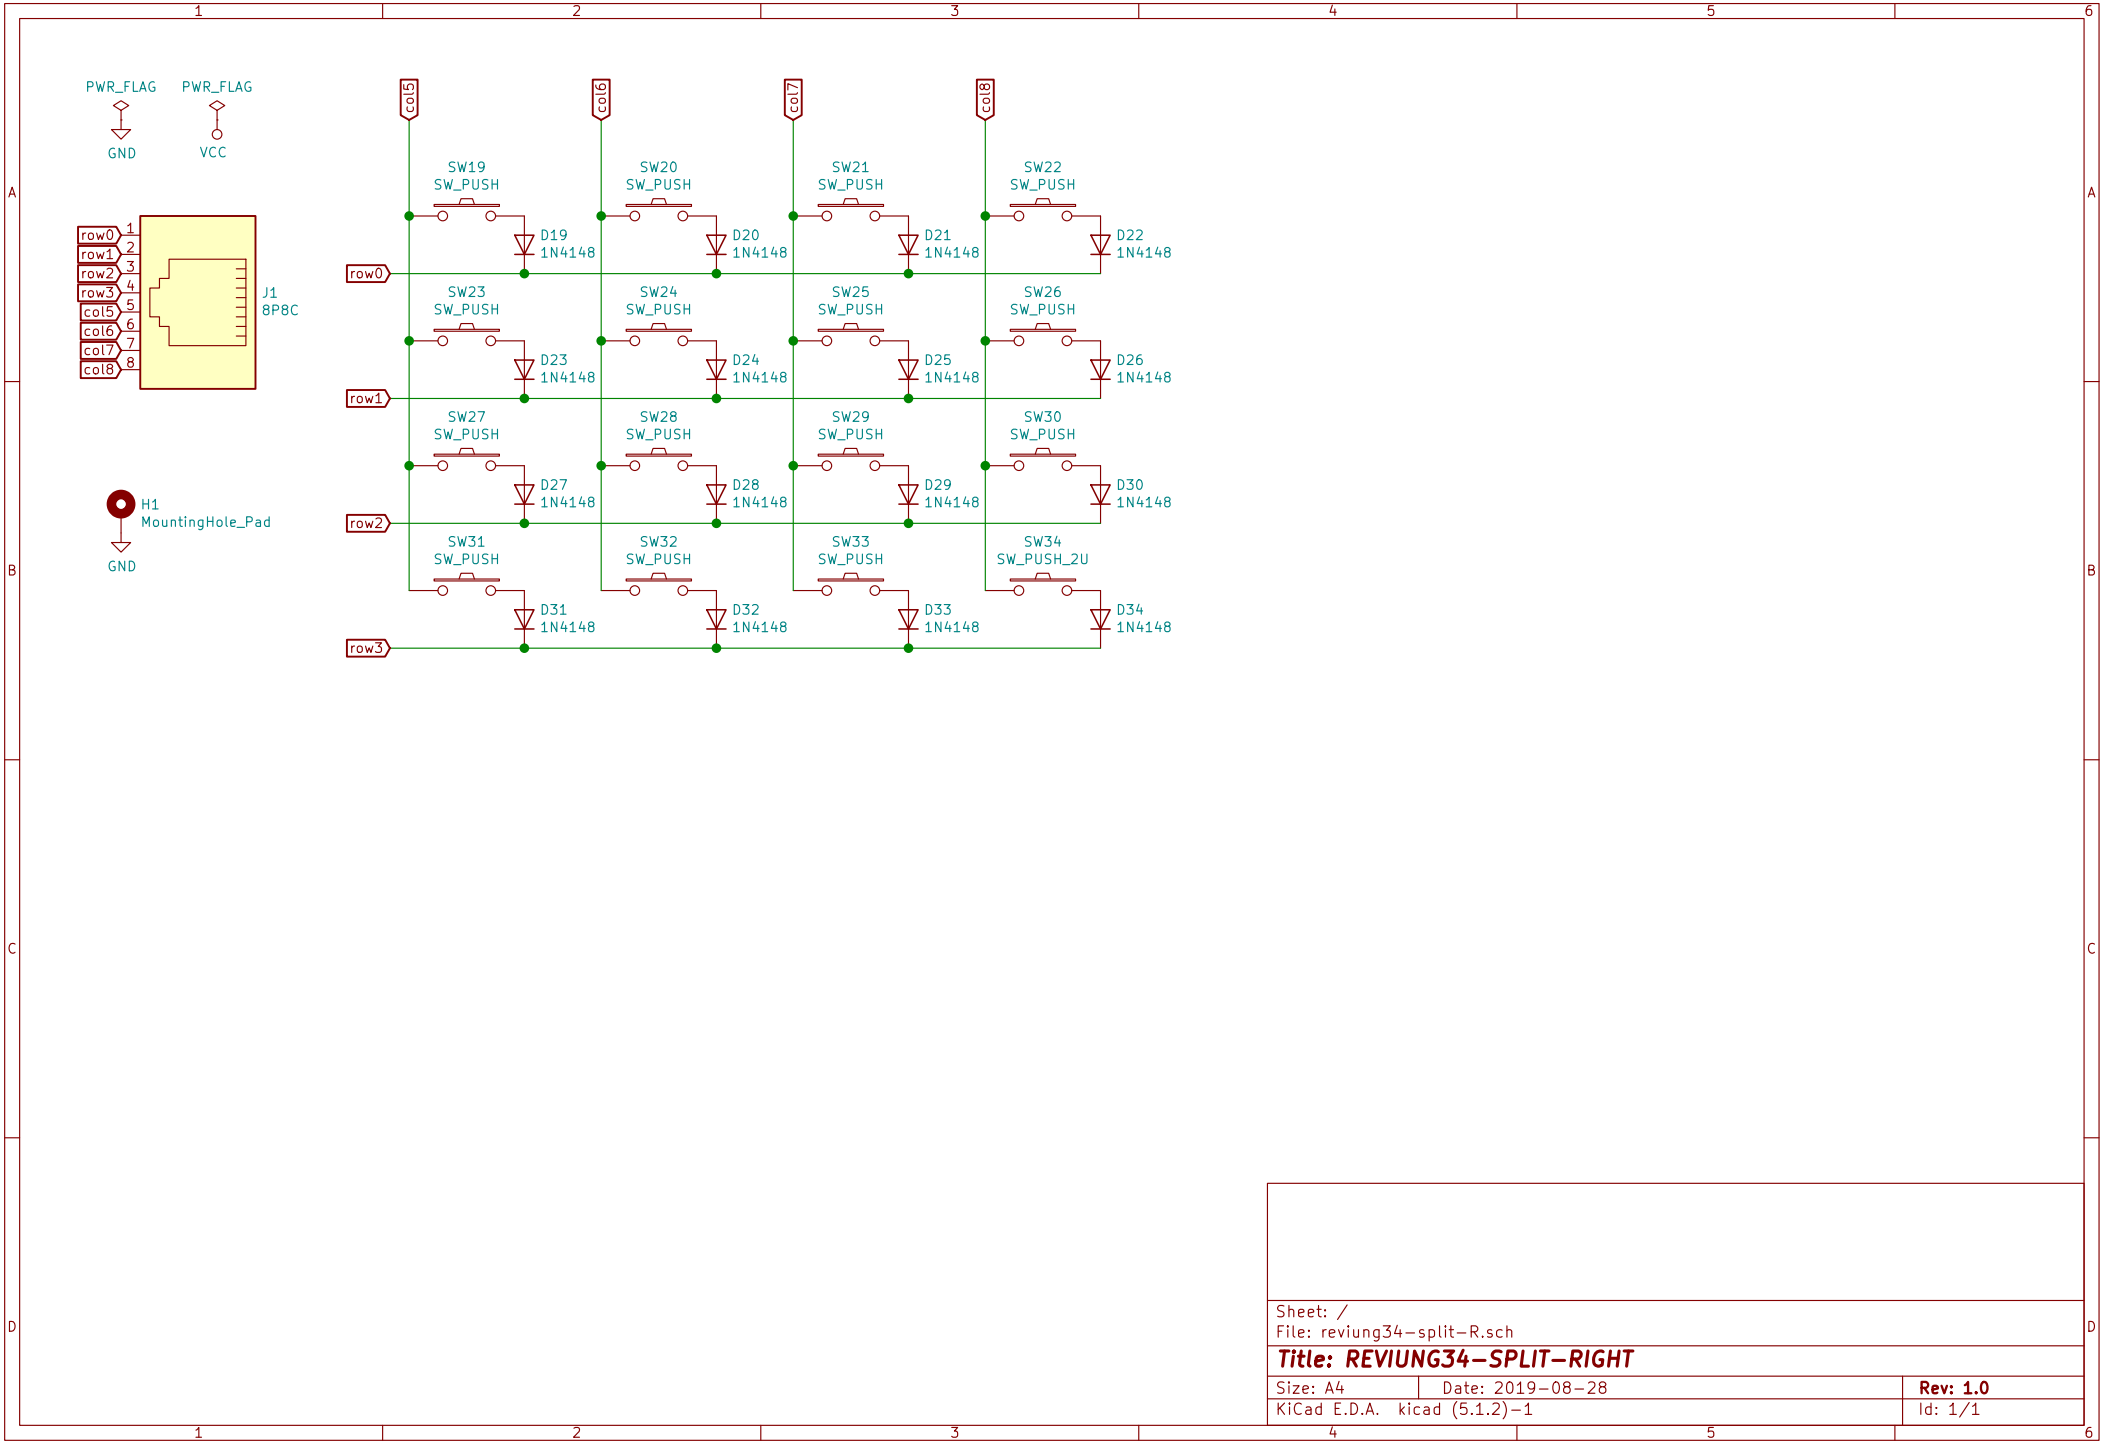 1 2 3 4 5 6
PWR_FLAG PWR_FLAG
GND VCC
col5 col6 col7 col8
A A
SW19 SW20 SW21 SW22
SW_PUSH SW_PUSH SW_PUSH SW_PUSH
D19 D20 D21 D22
1N4148 1N4148 1N4148 1N4148
row0
row0 1
row1 2
row2 3
row3 4
col5 5
col6 6
col7 7
col8 8
J1
8P8C
SW23 SW24 SW25 SW26
SW_PUSH SW_PUSH SW_PUSH SW_PUSH
D23 D24 D25 D26
1N4148 1N4148 1N4148 1N4148
row1
SW27 SW28 SW29 SW30
SW_PUSH SW_PUSH SW_PUSH SW_PUSH
D27 D28 D29 D30
1N4148 1N4148 1N4148 1N4148
row2
H1
MountingHole_Pad
GND
B B
SW31 SW32 SW33 SW34
SW_PUSH SW_PUSH SW_PUSH SW_PUSH_2U
D31 D32 D33 D34
1N4148 1N4148 1N4148 1N4148
row3
C C
D D
Sheet: /
File: reviung34-split-R.sch
Title: REVIUNG34-SPLIT-RIGHT
Size: A4 Date: 2019-08-28 Rev: 1.0
KiCad E.D.A. kicad (5.1.2)-1 Id: 1/1
1 2 3 4 5 6